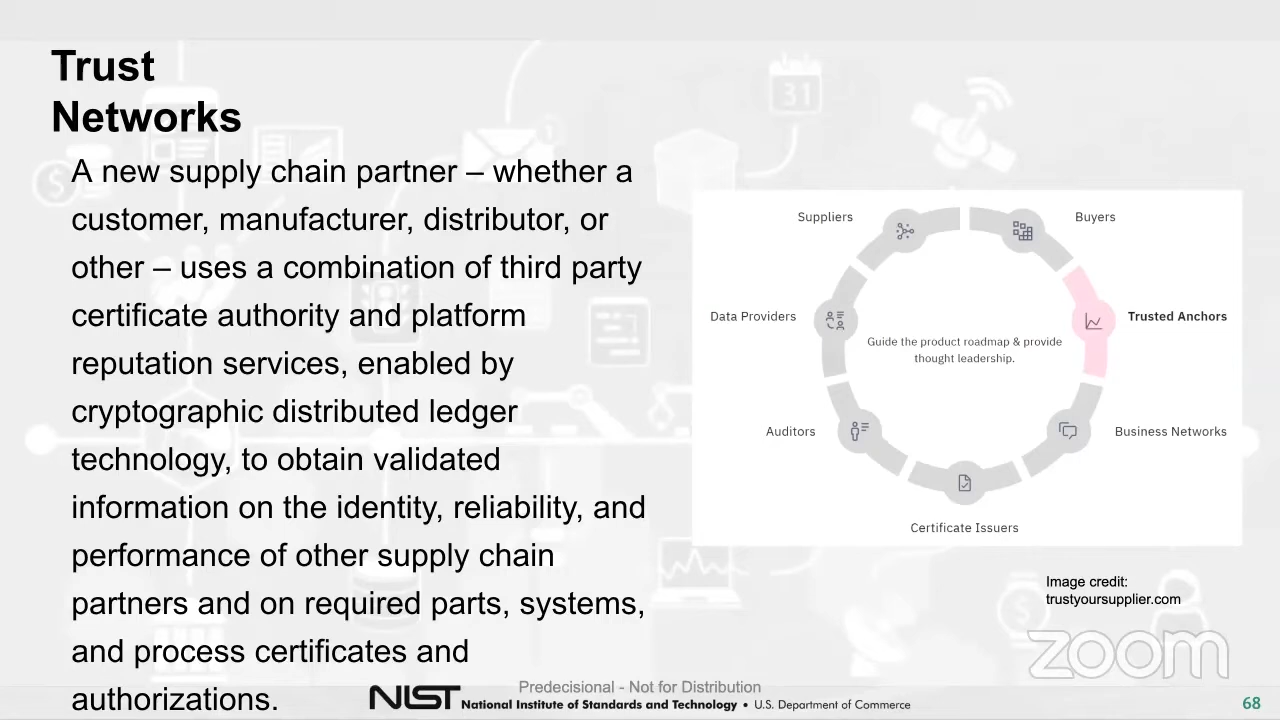 Trust
Networks
A new supply chain partner – whether a
customer, manufacturer, distributor, or
other – uses a combination of third party
certificate authority and platform
reputation services, enabled by
cryptographic distributed ledger
technology, to obtain validated
information on the identity, reliability, and
performance of other supply chain
partners and on required parts, systems,
and process certificates and
authorizations.
31
1
Suppliers
Buyers
Data Providers
Trusted Anchors
Guide the product roadmap & provide
thought leadership.
Auditors
Business Networks
Certificate Issuers
Image credit:
trustyoursupplier.com
zoom
Predecisional - Not for Distribution
NIST National Institute of Standards and Technology • U.S. Department of Commerce
68